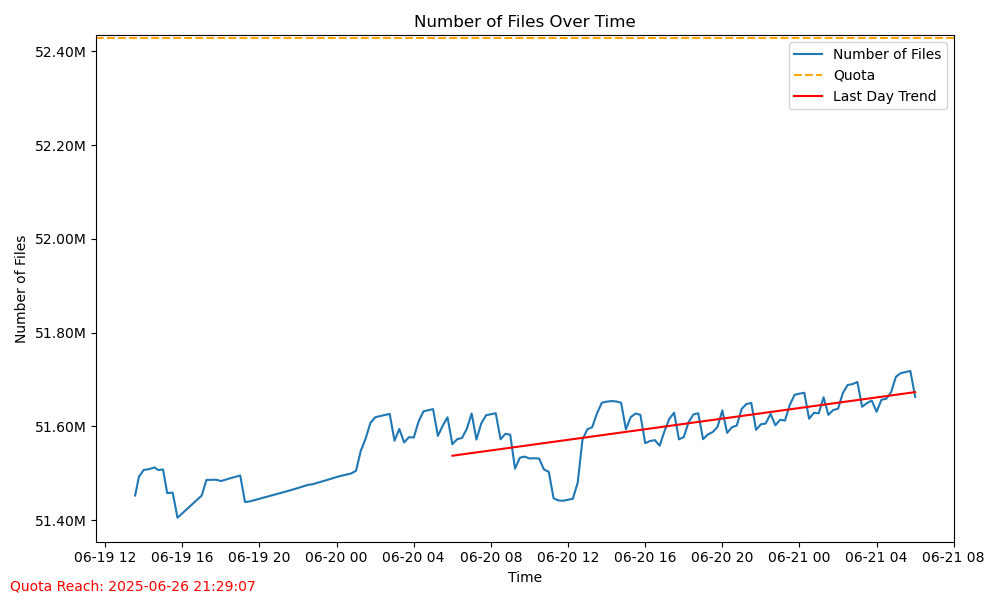 Number of Files Over Time
52.40M
52.20M
52.00M
51.80M
51.60M
51.40M
Number of Files
Number of Files
Quota
Last Day Trend
06-19 12
06-19 16
06-19 20
06-20 00
06-20 04
06-20 08
06-20 12
06-20 16
06-20 20
06-21 00
06-21 04
06-21 08
Time
Quota Reach: 2025-06-26 21:29:07